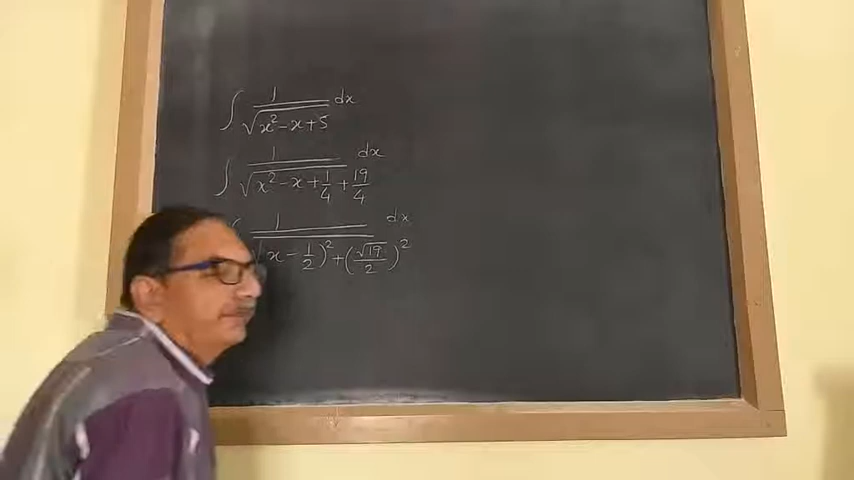 ∫ 1/√(x² - x + 5) dx
∫ 1/√(x² - x + 1/4 + 19/4) dx
1/√(x - 1/2)² + (√19/2)² dx